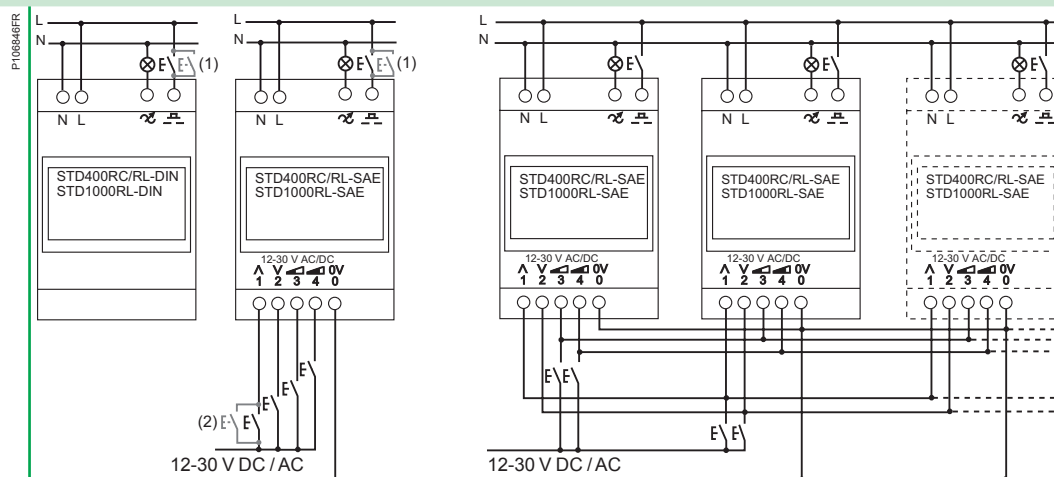 P106846FR
L
N
(1)
N L
STD400RC/RL-DIN
STD1000RL-DIN
L
N
(1)
N L
STD400RC/RL-SAE
STD1000RL-SAE
12-30 V AC/DC
0V
1 2 3 4 0
(2)
12-30 V DC / AC
L
N
N L
STD400RC/RL-SAE
STD1000RL-SAE
12-30 V AC/DC
0V
1 2 3 4 0
N L
STD400RC/RL-SAE
STD1000RL-SAE
12-30 V AC/DC
0V
1 2 3 4 0
N L
STD400RC/RL-SAE
STD1000RL-SAE
12-30 V AC/DC
0V
1 2 3 4 0
12-30 V DC / AC